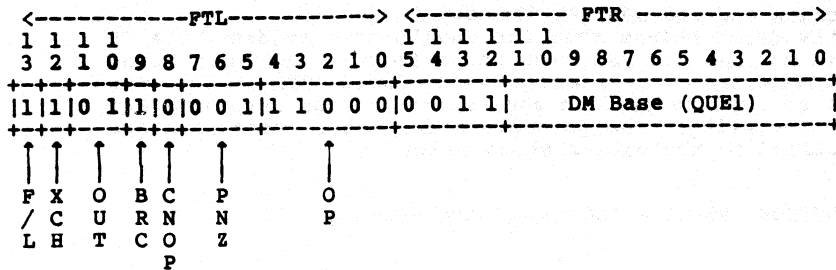 <------------FTL------------> <------------ FTR ------------>
1 1 1 1 1 1 1 1 1 1
3 2 1 0 9 8 7 6 5 4 3 2 1 0 5 4 3 2 1 0 9 8 7 6 5 4 3 2 1 0
+-+-+---+-+-+-----+---------+-------+-----------------------+
|1|1|0 1|1|0|0 0 1|1 1 0 0 0|0 0 1 1| DM Base (QUE1) |
+-+-+---+-+-+-----+---------+-------+-----------------------+
F X O B C P O
/ C U R N N P
L H T C O Z
P